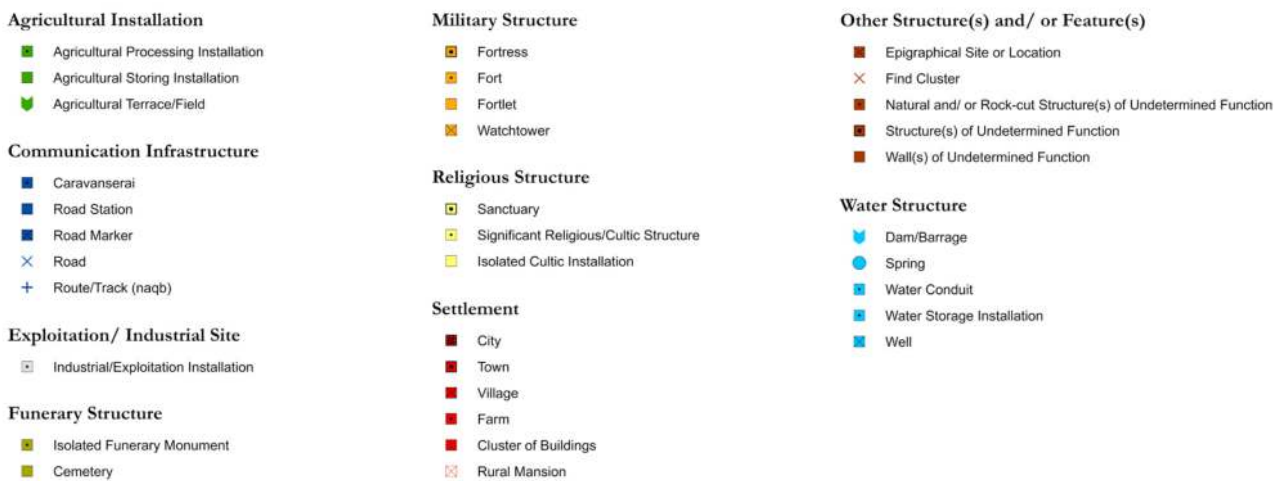 Agricultural Installation
Agricultural Processing Installation
Agricultural Storing Installation
Agricultural Terrace/Field
Communication Infrastructure
Caravanserai
Road Station
Road Marker
Road
Route/Track (naqb)
Exploitation/ Industrial Site
Industrial/Exploitation Installation
Funerary Structure
Isolated Funerary Monument
Cemetery
Military Structure
Fortress
Fort
Fortlet
Watchtower
Religious Structure
Sanctuary
Significant Religious/Cultic Structure
Isolated Cultic Installation
Settlement
City
Town
Village
Farm
Cluster of Buildings
Rural Mansion
Other Structure(s) and/ or Feature(s)
Epigraphical Site or Location
Find Cluster
Natural and/ or Rock-cut Structure(s) of Undetermined Function
Structure(s) of Undetermined Function
Wall(s) of Undetermined Function
Water Structure
Dam/Barrage
Spring
Water Conduit
Water Storage Installation
Well